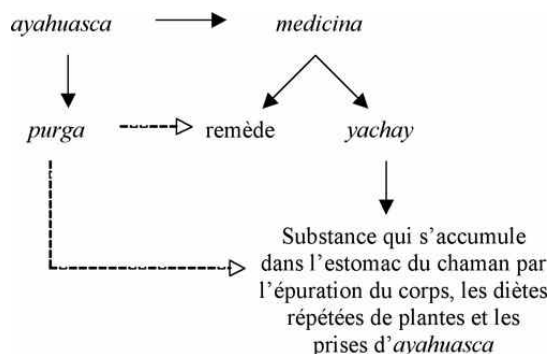 ayahuasca medicina
purga remède yachay
Substance qui s’accumule
dans l’estomac du chaman par
l’épuration du corps, les diètes
répétées de plantes et les
prises d’ayahuasca